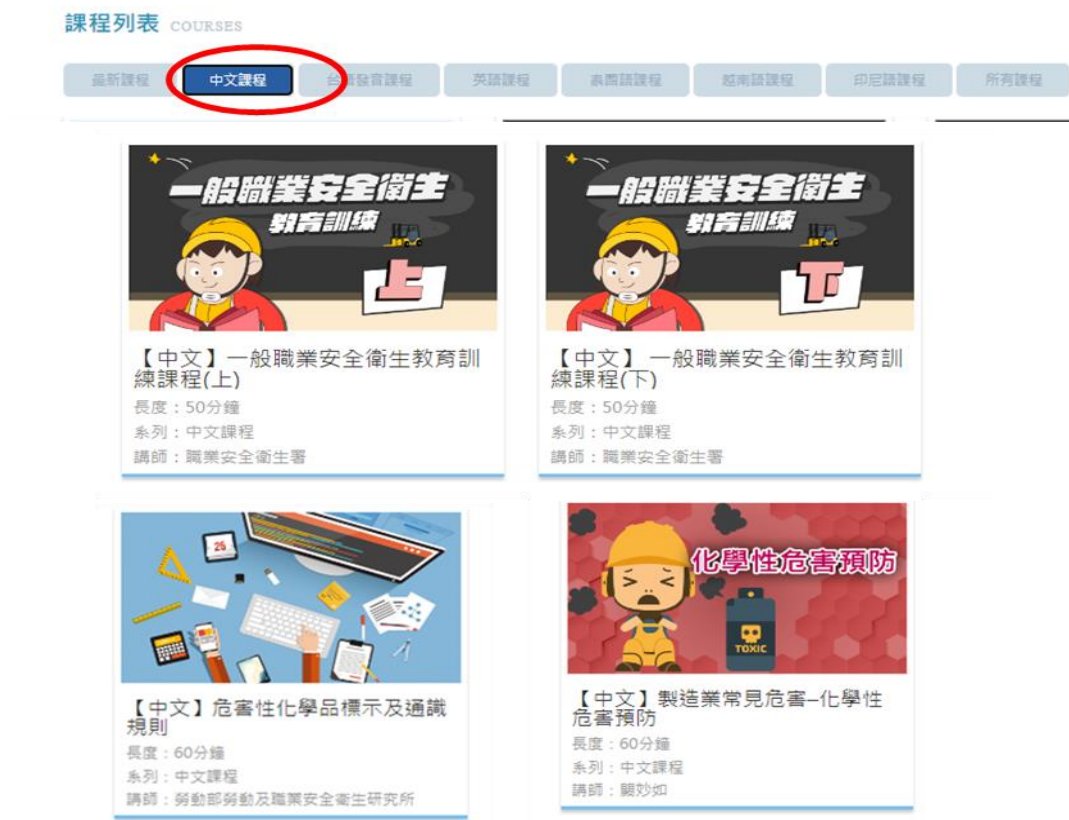 課程列表 COURSES
最新課程 中文課程 台語發音課程 英語課程 泰國語課程 越南語課程 印尼語課程 所有課程
一般職業安全衛生
教育訓練
上
【中文】一般職業安全衛生教育訓
練課程(上)
長度：50分鐘
系列：中文課程
講師：職業安全衛生署
一般職業安全衛生
教育訓練
下
【中文】 一般職業安全衛生教育訓
練課程(下)
長度：50分鐘
系列：中文課程
講師：職業安全衛生署
25
【中文】危害性化學品標示及通識
規則
長度：60分鐘
系列：中文課程
講師：勞動部勞動及職業安全衛生研究所
化學性危害預防
TOXIC
【中文】製造業常見危害–化學性
危害預防
長度：60分鐘
系列：中文課程
講師：關妙如